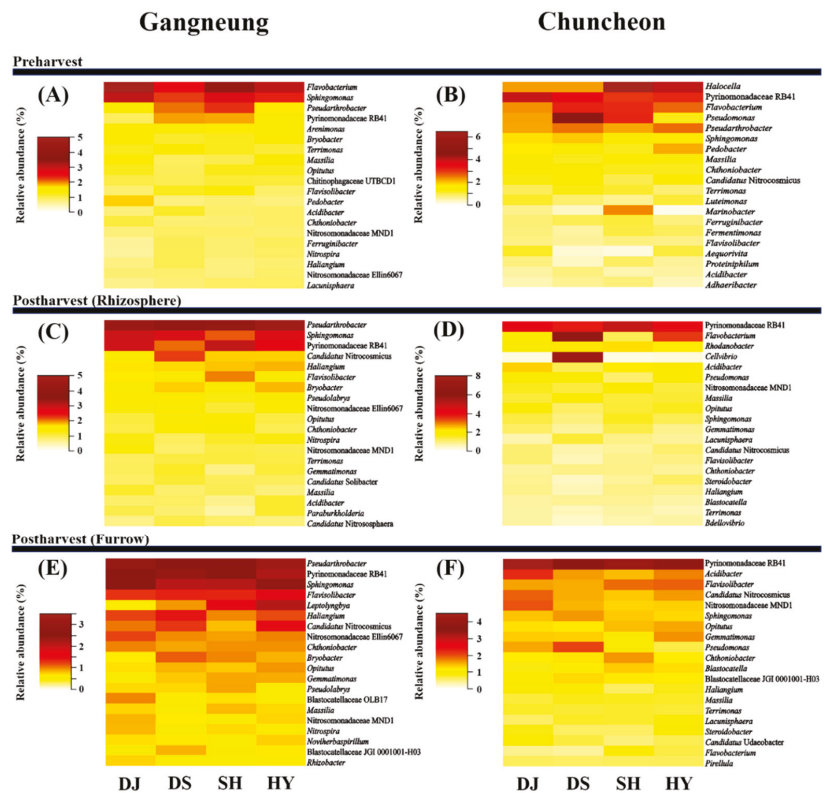 Gangneung
Chuncheon
Preharvest
(A)
Relative abundance (%)
5
4
3
2
1
0
Flavobacterium
Sphingomonas
Pseudarthrobacter
Pyrinomonadaceae RB41
Arenimonas
Bryobacter
Terrimonas
Massilia
Opitutus
Chitinophagaceae UTBCD1
Flavisolibacter
Pedobacter
Acidibacter
Chthoniobacter
Nitrosomonadaceae MND1
Ferruginibacter
Nitrospira
Haliangium
Nitrosomonadaceae Ellin6067
Lacunisphaera
(B)
Relative abundance (%)
6
5
4
3
2
1
0
Halocella
Pyrinomonadaceae RB41
Flavobacterium
Pseudomonas
Pseudarthrobacter
Sphingomonas
Pedobacter
Massilia
Chthoniobacter
Candidatus Nitrocosmicus
Terrimonas
Luteimonas
Marinobacter
Ferruginibacter
Fermentimonas
Flavisolibacter
Aequorivita
Proteiniphilum
Acidibacter
Adhaeribacter
Postharvest (Rhizosphere)
(C)
Relative abundance (%)
5
4
3
2
1
0
Pseudarthrobacter
Sphingomonas
Pyrinomonadaceae RB41
Candidatus Nitrocosmicus
Haliangium
Flavisolibacter
Bryobacter
Pseudolabrys
Nitrosomonadaceae Ellin6067
Opitutus
Chthoniobacter
Nitrospira
Nitrosomonadaceae MND1
Terrimonas
Gemmatimonas
Candidatus Solibacter
Massilia
Acidibacter
Paraburkholderia
Candidatus Nitrososphaera
(D)
Relative abundance (%)
8
6
4
2
0
Pyrinomonadaceae RB41
Flavobacterium
Rhodanobacter
Cellvibrio
Acidibacter
Pseudomonas
Nitrosomonadaceae MND1
Massilia
Opitutus
Sphingomonas
Gemmatimonas
Lacunisphaera
Candidatus Nitrocosmicus
Flavisolibacter
Chthoniobacter
Steroidobacter
Haliangium
Blastocatella
Terrimonas
Bdellovibrio
Postharvest (Furrow)
(E)
Relative abundance (%)
3
2
1
0
Pseudarthrobacter
Pyrinomonadaceae RB41
Sphingomonas
Flavisolibacter
Leptolyngbya
Haliangium
Candidatus Nitrocosmicus
Nitrosomonadaceae Ellin6067
Chthoniobacter
Bryobacter
Opitutus
Gemmatimonas
Pseudolabrys
Blastocatellaceae OLB17
Massilia
Nitrosomonadaceae MND1
Nitrospira
Noviherbaspirillum
Blastocatellaceae JGI 0001001-H03
Rhizobacter
DJ DS SH HY
(F)
Relative abundance (%)
4
3
2
1
0
Pyrinomonadaceae RB41
Acidibacter
Flavisolibacter
Candidatus Nitrocosmicus
Nitrosomonadaceae MND1
Sphingomonas
Opitutus
Gemmatimonas
Pseudomonas
Chthoniobacter
Blastocatella
Blastocatellaceae JGI 0001001-H03
Haliangium
Massilia
Terrimonas
Lacunisphaera
Steroidobacter
Candidatus Udaeobacter
Flavobacterium
Pirellula
DJ DS SH HY